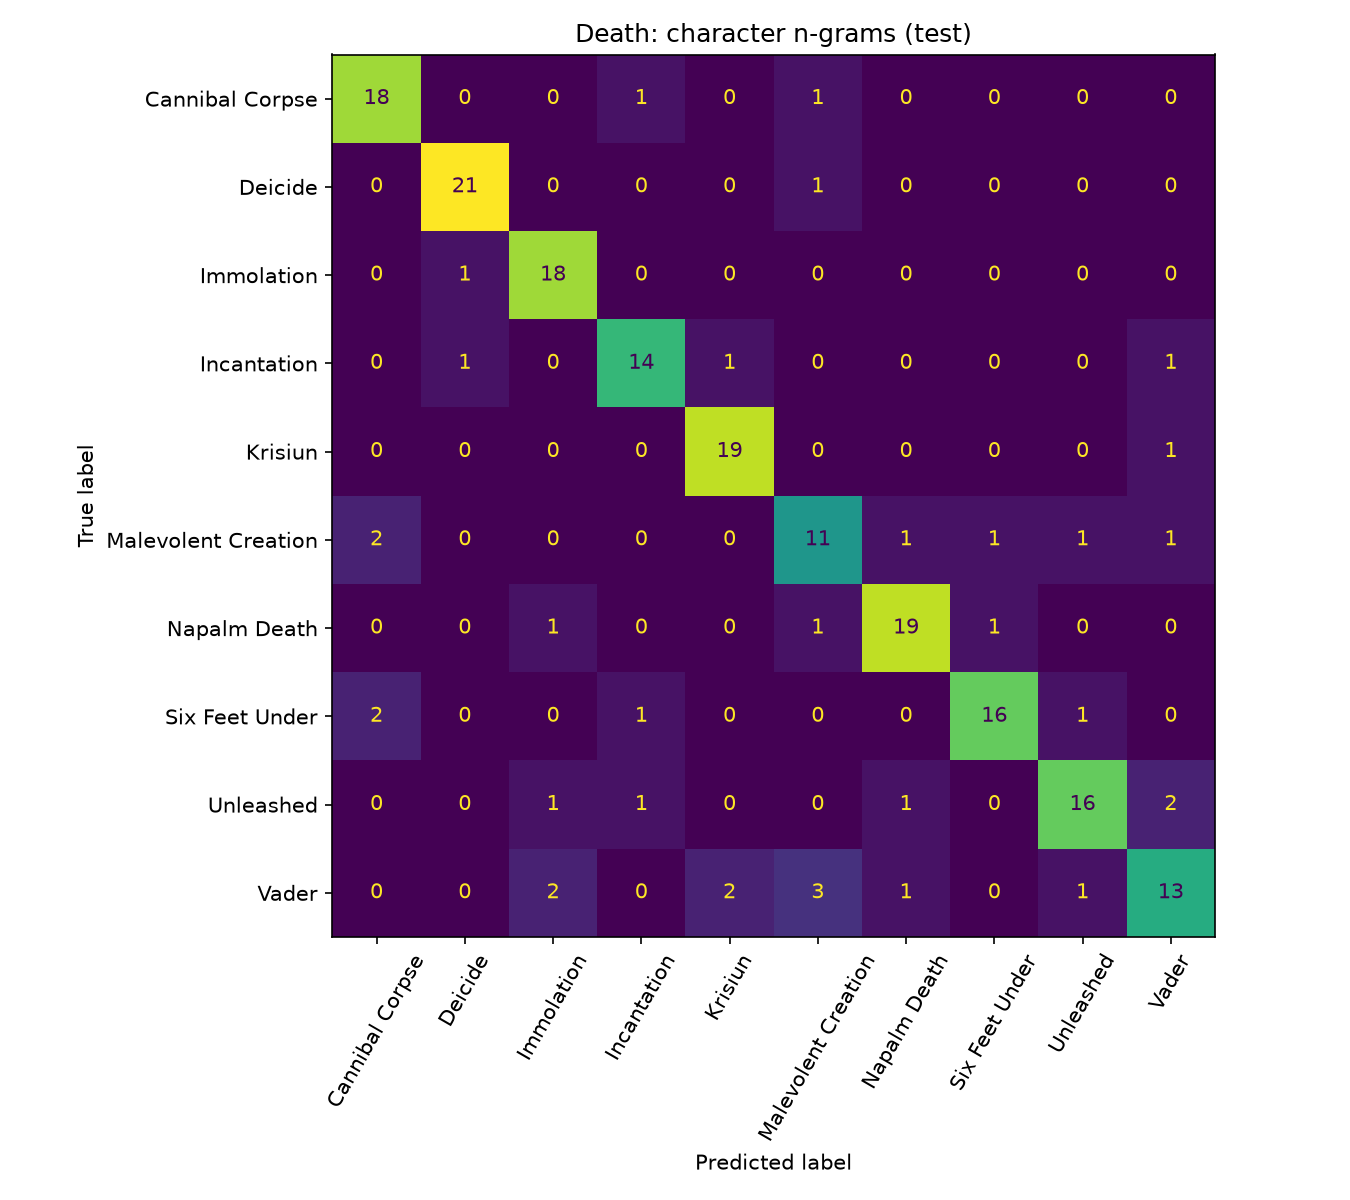 Death: character n-grams (test)
Cannibal Corpse 18 0 0 1 0 1 0 0 0 0
Deicide 0 21 0 0 0 1 0 0 0 0
Immolation 0 1 18 0 0 0 0 0 0 0
Incantation 0 1 0 14 1 0 0 0 0 1
Krisiun 0 0 0 0 19 0 0 0 0 1
True label
Malevolent Creation 2 0 0 0 0 11 1 1 1 1
Napalm Death 0 0 1 0 0 1 19 1 0 0
Six Feet Under 2 0 0 1 0 0 0 16 1 0
Unleashed 0 0 1 1 0 0 1 0 16 2
Vader 0 0 2 0 2 3 1 0 1 13
Cannibal Corpse
Deicide
Immolation
Incantation
Krisiun
Malevolent Creation
Napalm Death
Six Feet Under
Unleashed
Vader
Predicted label